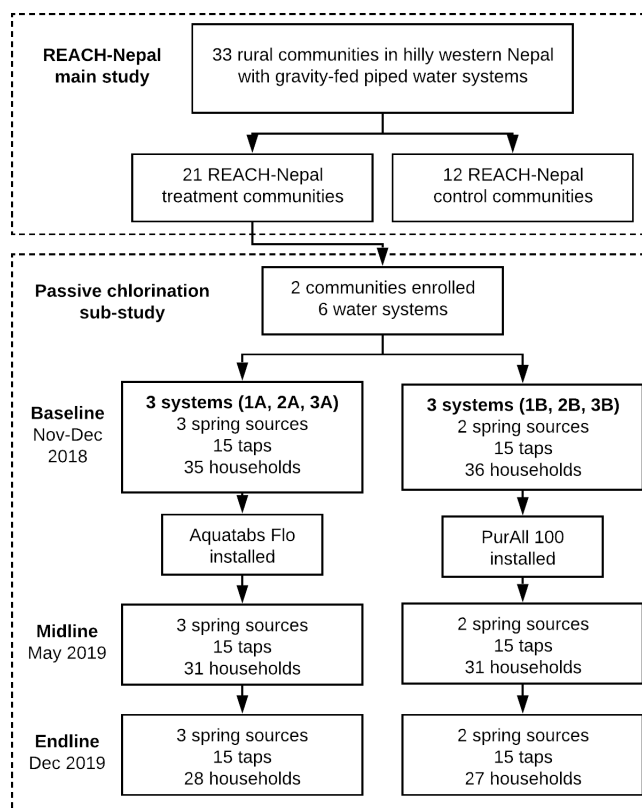 REACH-Nepal
main study
33 rural communities in hilly western Nepal
with gravity-fed piped water systems
21 REACH-Nepal
treatment communities
12 REACH-Nepal
control communities
Passive chlorination
sub-study
2 communities enrolled
6 water systems
Baseline
Nov-Dec
2018
3 systems (1A, 2A, 3A)
3 spring sources
15 taps
35 households
3 systems (1B, 2B, 3B)
2 spring sources
15 taps
36 households
Aquatabs Flo
installed
PurAll 100
installed
Midline
May 2019
3 spring sources
15 taps
31 households
2 spring sources
15 taps
31 households
Endline
Dec 2019
3 spring sources
15 taps
28 households
2 spring sources
15 taps
27 households